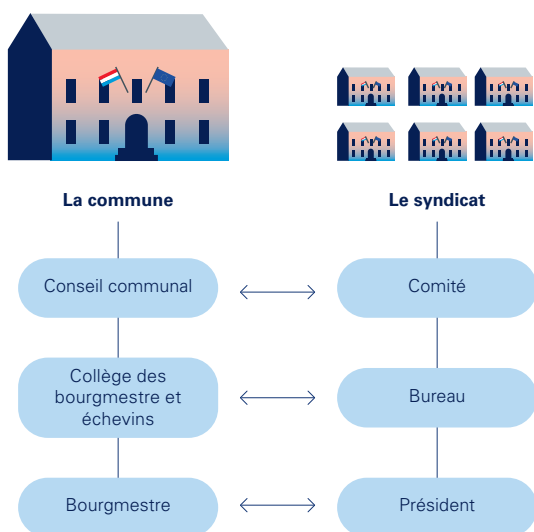 La commune
Le syndicat
Conseil communal
Comité
Collège des
bourgmestre et
échevins
Bureau
Bourgmestre
Président